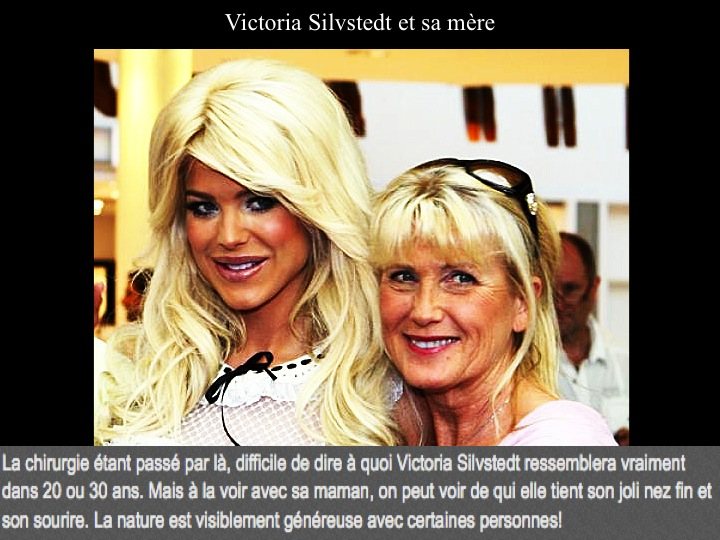 Victoria Silvstedt et sa mère
La chirurgie étant passé par là, difficile de dire à quoi Victoria Silvstedt ressemblera vraiment
dans 20 ou 30 ans. Mais à la voir avec sa maman, on peut voir de qui elle tient son joli nez fin et
son sourire. La nature est visiblement généreuse avec certaines personnes!